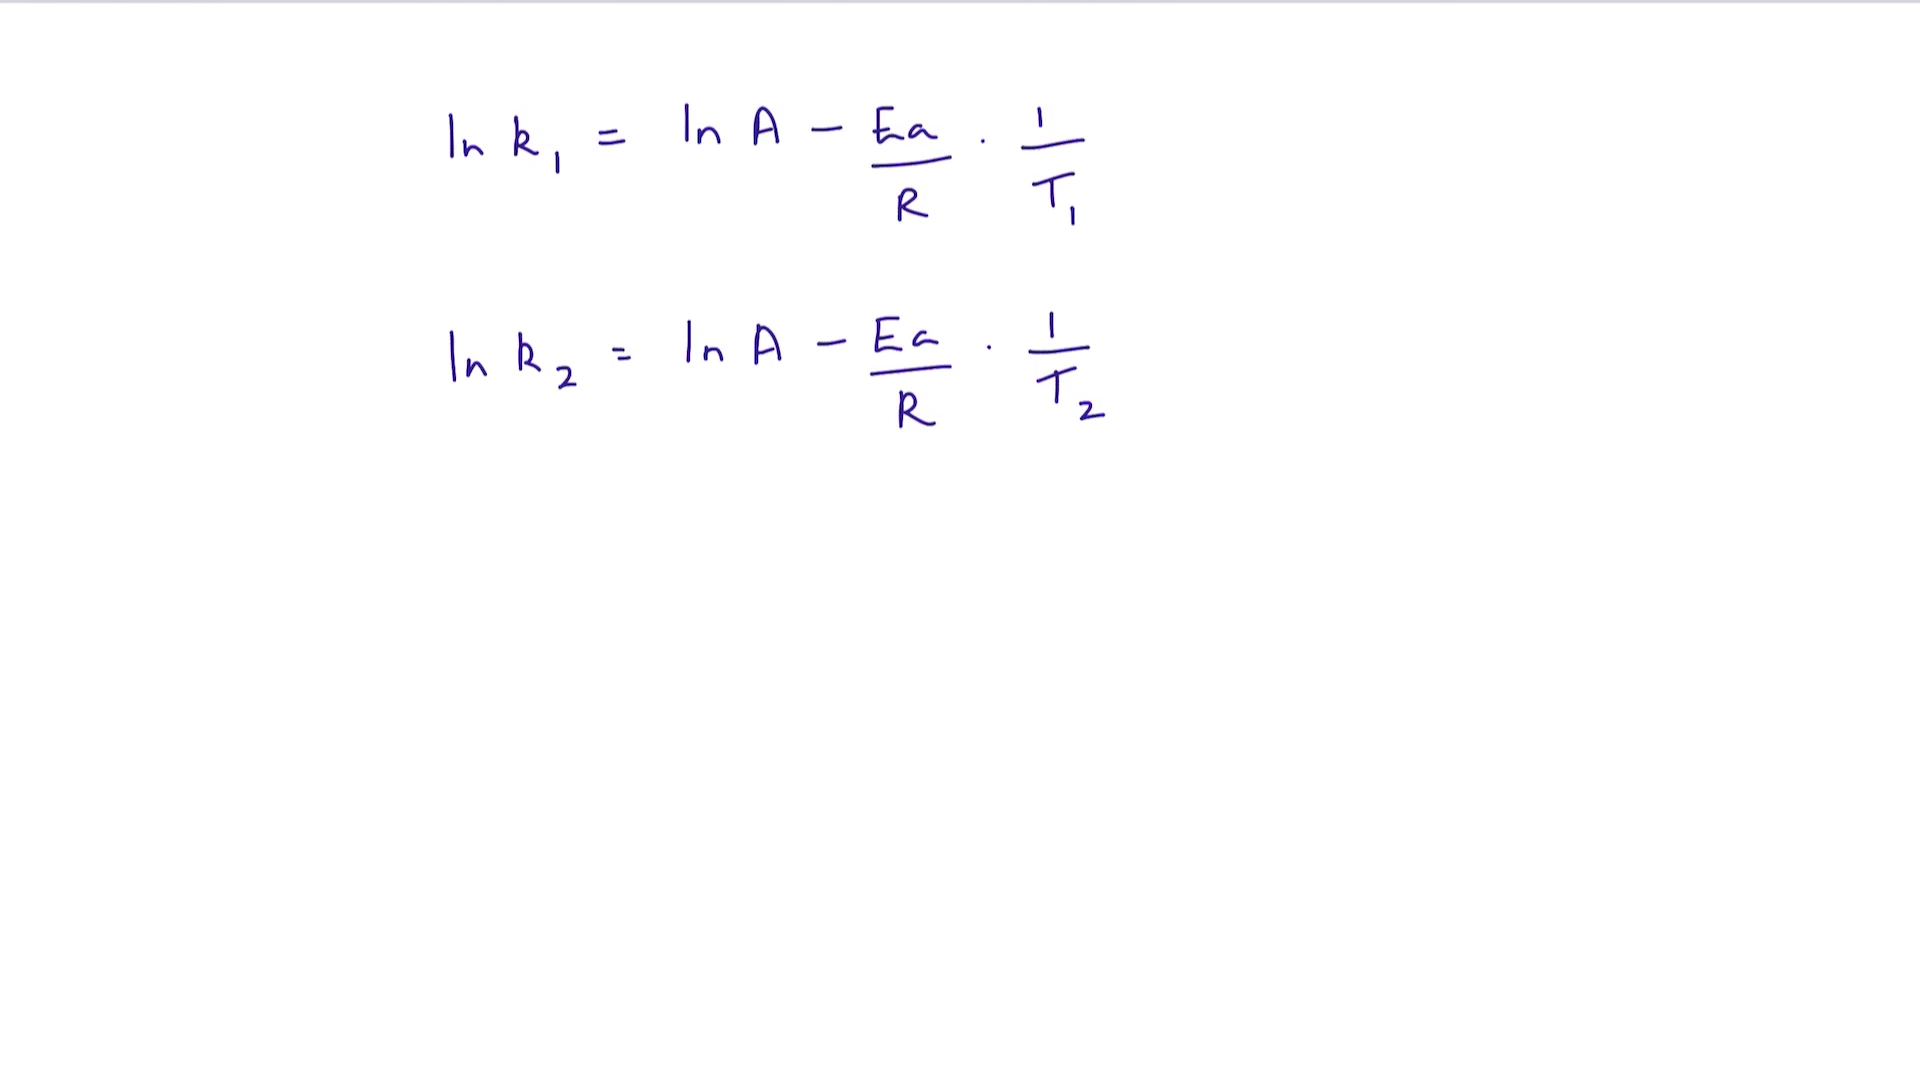 ln k₁ = ln A − Ea/R · 1/T₁
ln k₂ = ln A − Ea/R · 1/T₂